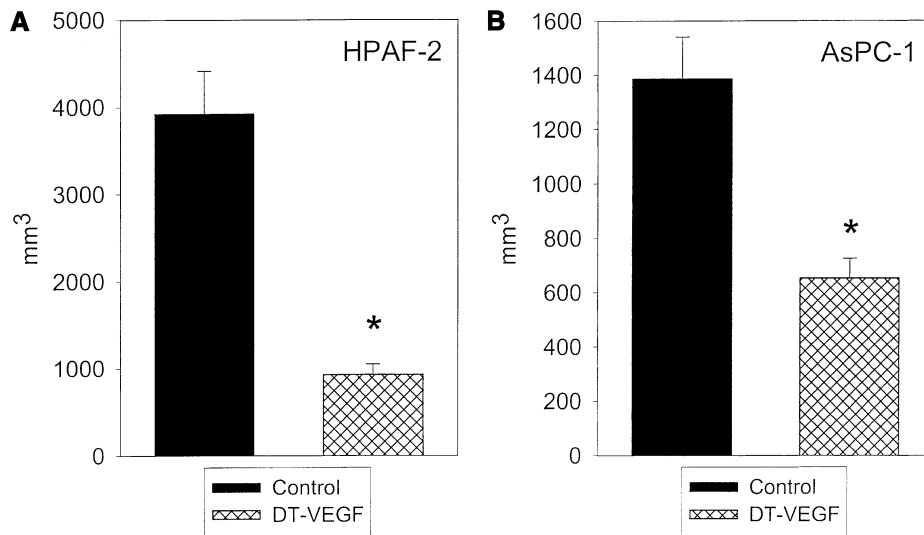 A
HPAF-2
5000
4000
3000
2000
1000
0
mm³
*
Control
DT-VEGF
B
AsPC-1
1600
1400
1200
1000
800
600
400
200
0
mm³
*
Control
DT-VEGF